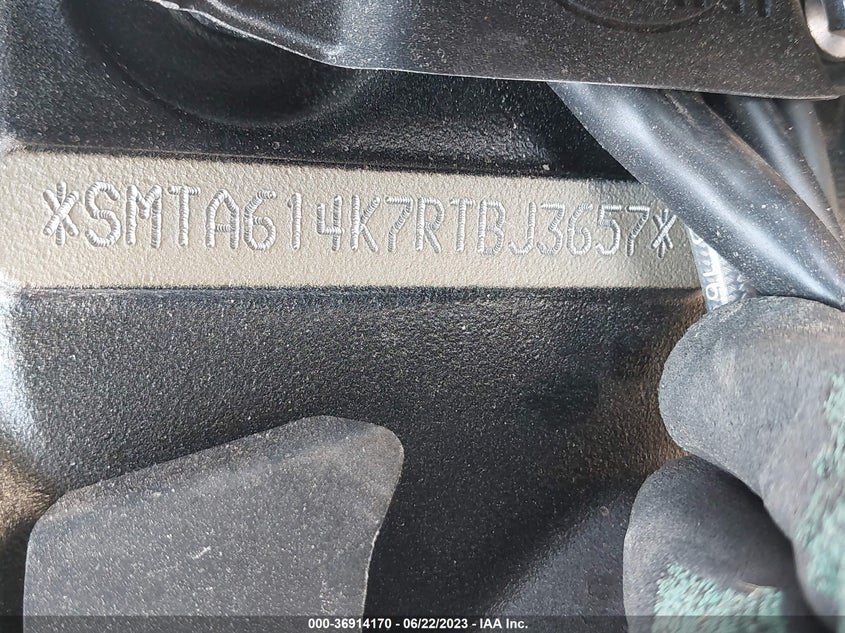 *SMTA614K7RTBJ3657*
000-36914170 - 06/22/2023 - IAA Inc.